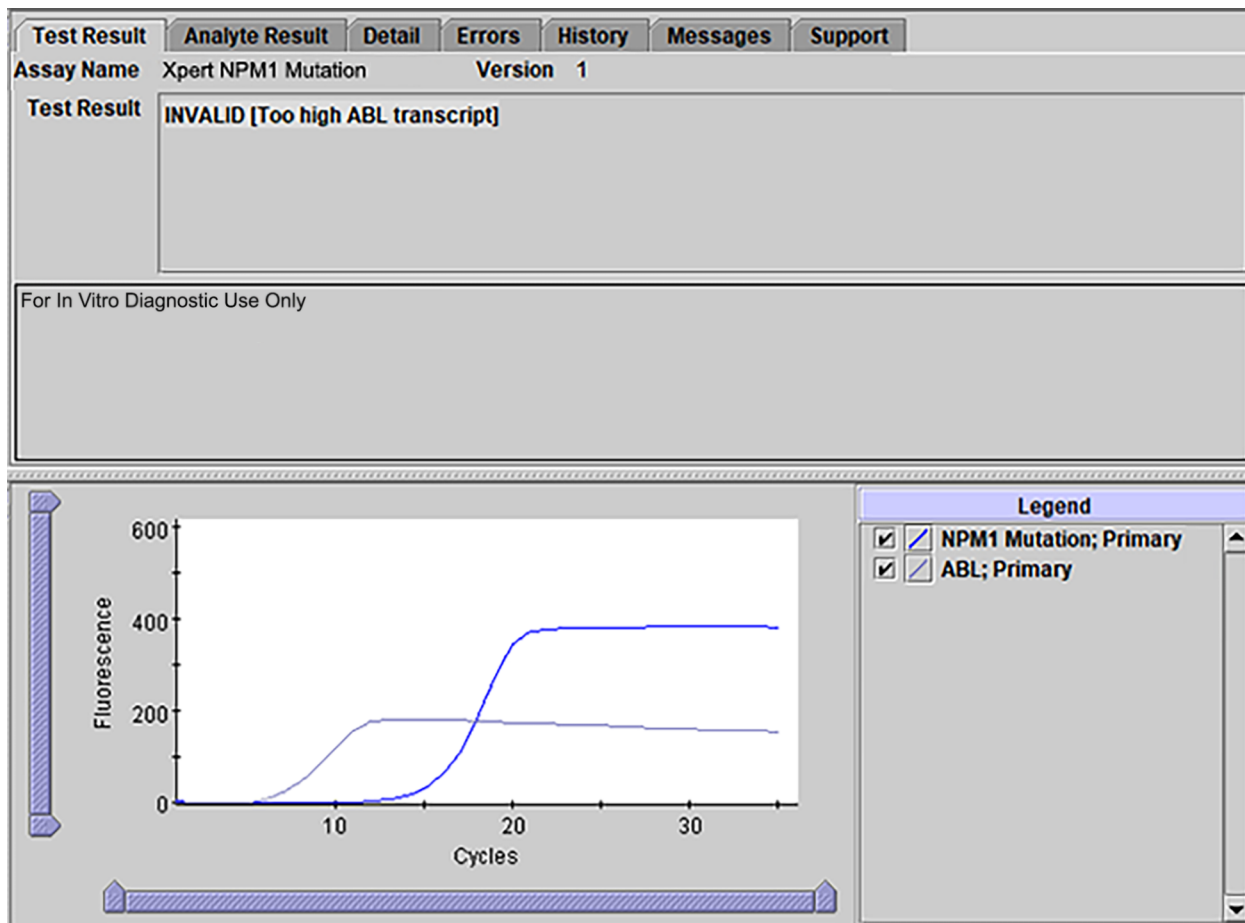 Test Result Analyte Result Detail Errors History Messages Support
Assay Name Xpert NPM1 Mutation Version 1
Test Result INVALID [Too high ABL transcript]
For In Vitro Diagnostic Use Only
Legend
NPM1 Mutation; Primary
ABL; Primary
600
400
200
0
Fluorescence
10 20 30
Cycles